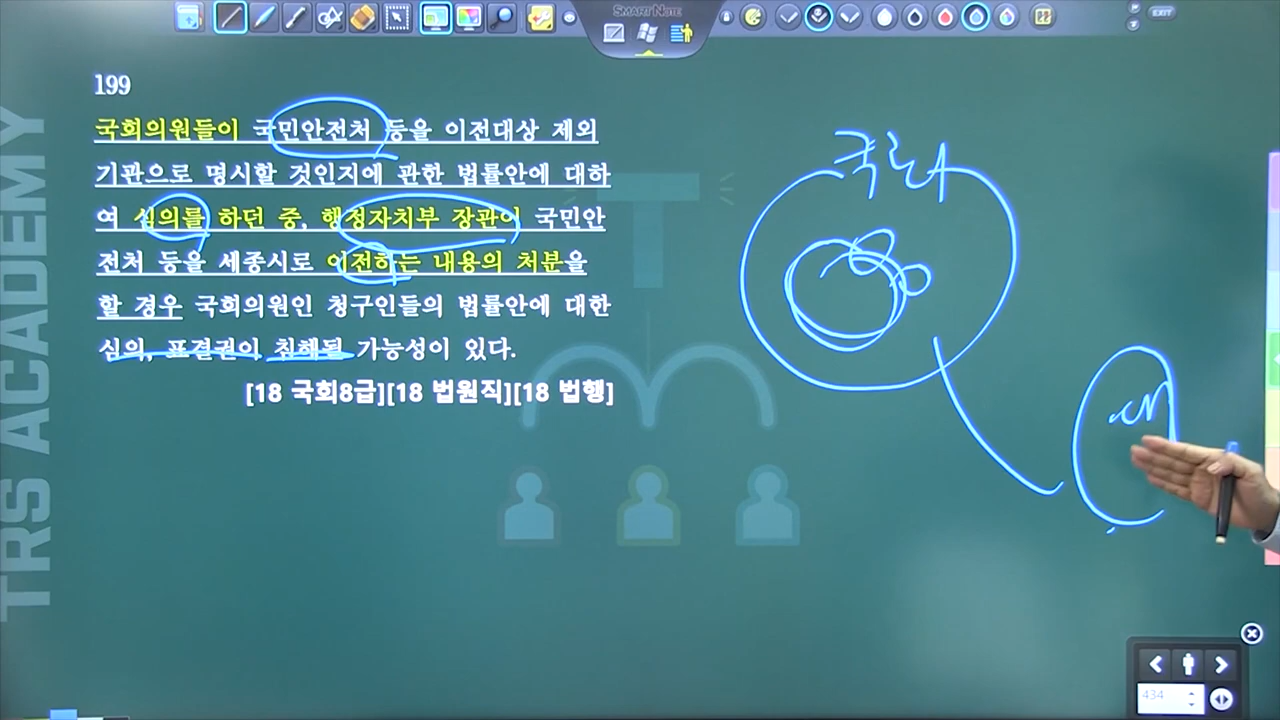 SMART NOTE
EXIT
199
국회의원들이 국민안전처 등을 이전대상 제외
기관으로 명시할 것인지에 관한 법률안에 대하
여 심의를 하던 중, 행정자치부 장관이 국민안
전처 등을 세종시로 이전하는 내용의 처분을
할 경우 국회의원인 청구인들의 법률안에 대한
심의, 표결권이 침해될 가능성이 있다.
[18 국회8급][18 법원직][18 법행]
TRS ACADEMY
434